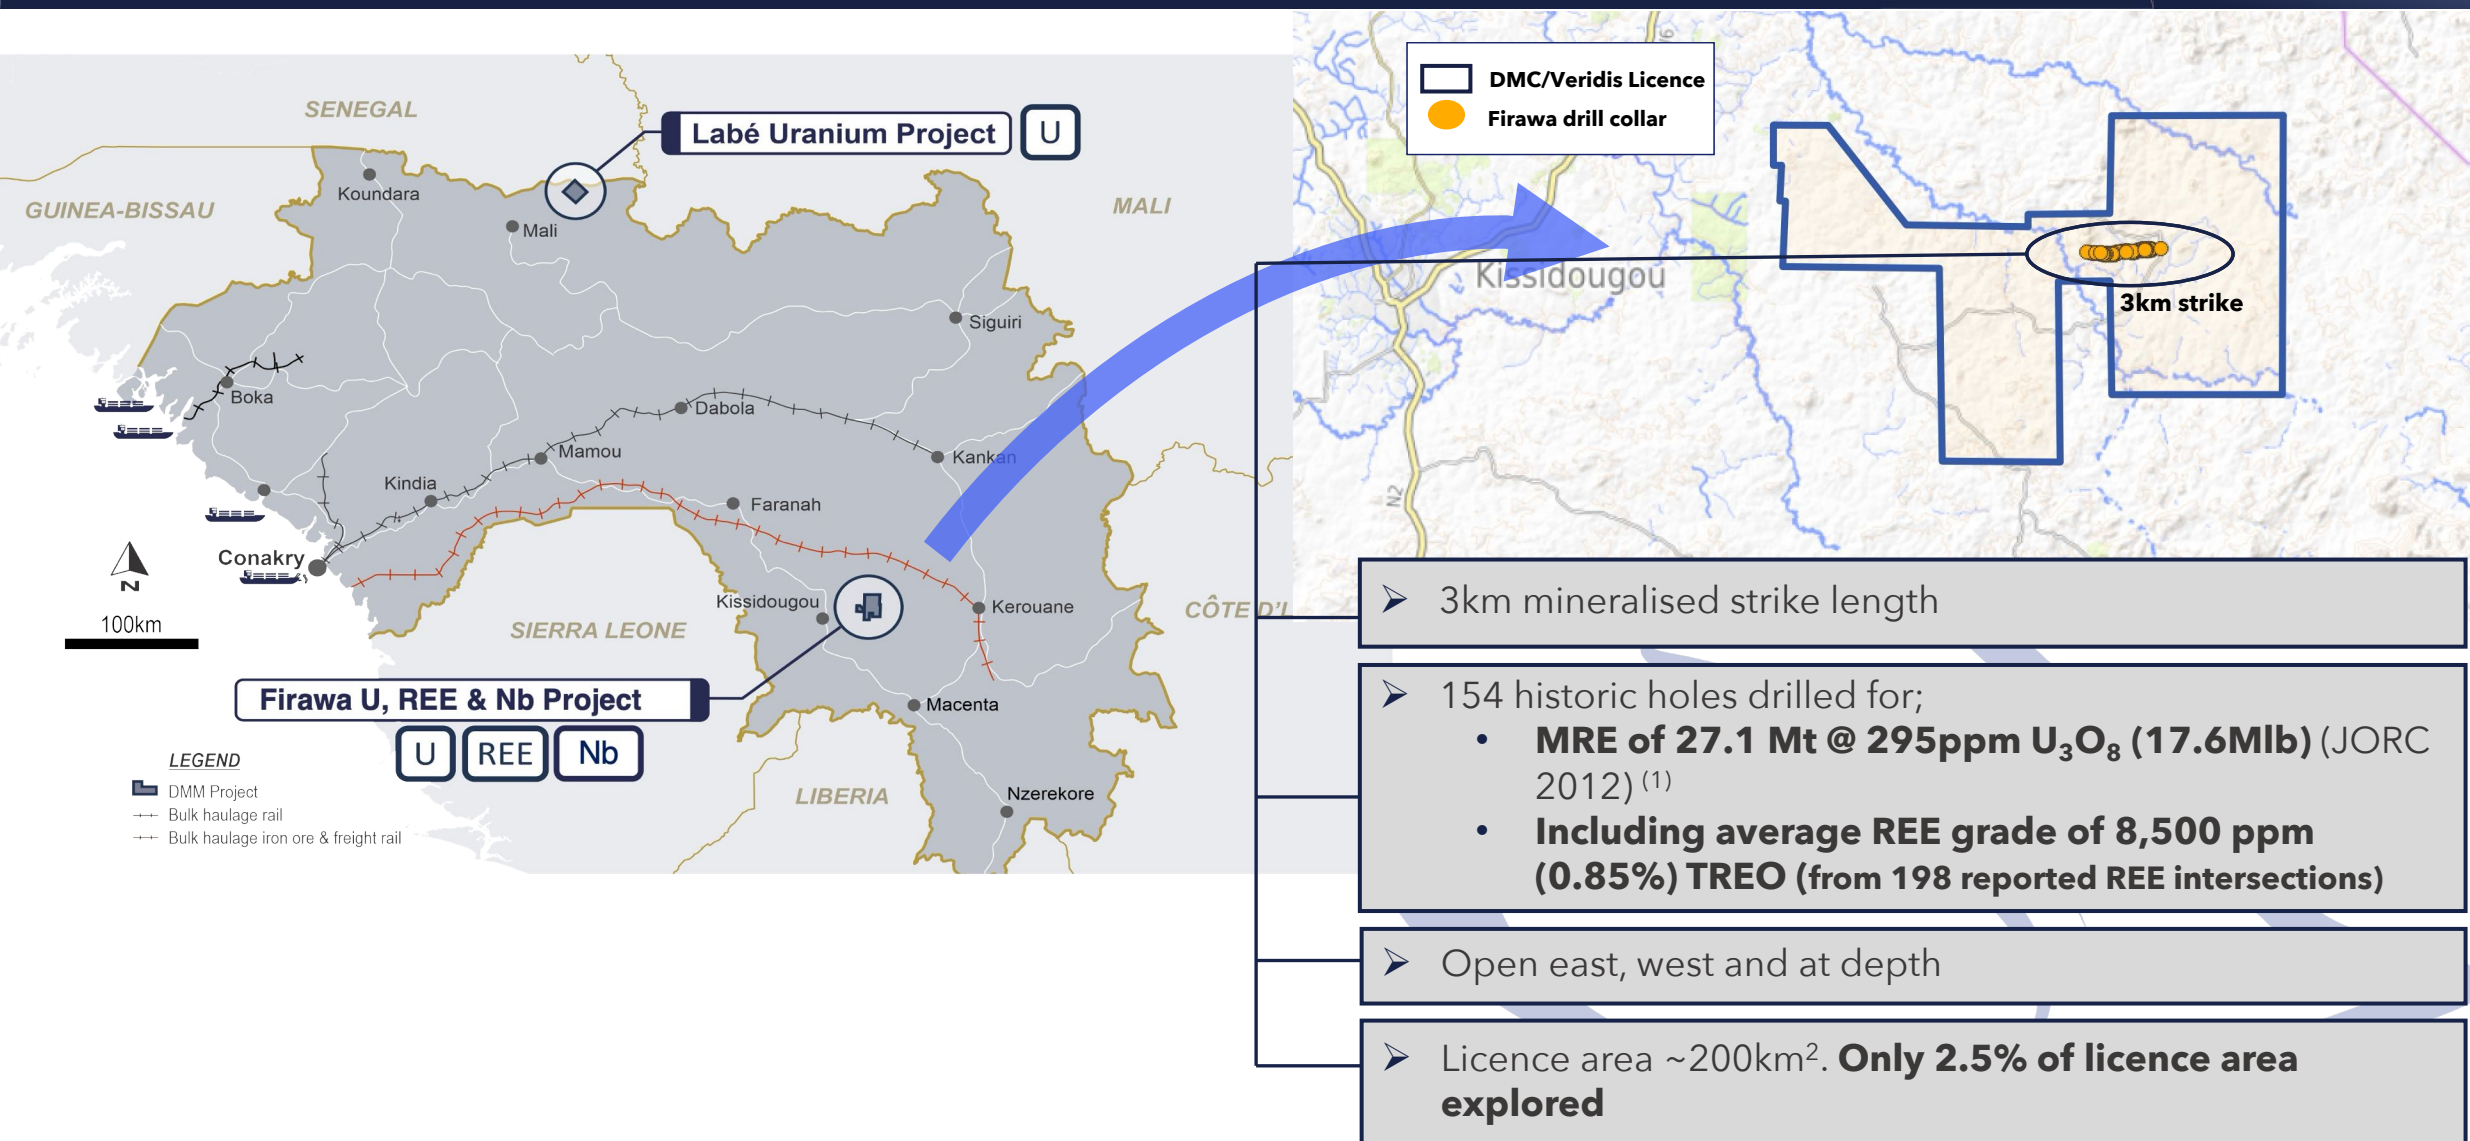 SENEGAL
GUINEA-BISSAU
MALI
SIERRA LEONE
LIBERIA
CÔTE D'I
Labé Uranium Project
U
Koundara
Mali
Siguiri
Boka
Dabola
Mamou
Kankan
Kindia
Faranah
Conakry
Kissidougou
Kerouane
Macenta
Nzerekore
N
100km
Firawa U, REE & Nb Project
U
REE
Nb
LEGEND
DMM Project
Bulk haulage rail
Bulk haulage iron ore & freight rail
DMC/Veridis Licence
Firawa drill collar
Kissidougou
N2
3km strike
➢ 3km mineralised strike length
➢ 154 historic holes drilled for;
• MRE of 27.1 Mt @ 295ppm U₃O₈ (17.6Mlb) (JORC
2012) ⁽¹⁾
• Including average REE grade of 8,500 ppm
(0.85%) TREO (from 198 reported REE intersections)
➢ Open east, west and at depth
➢ Licence area ~200km². Only 2.5% of licence area
explored